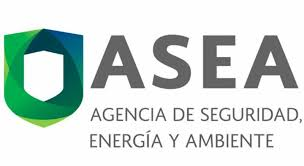 ASEA
AGENCIA DE SEGURIDAD,
ENERGÍA Y AMBIENTE